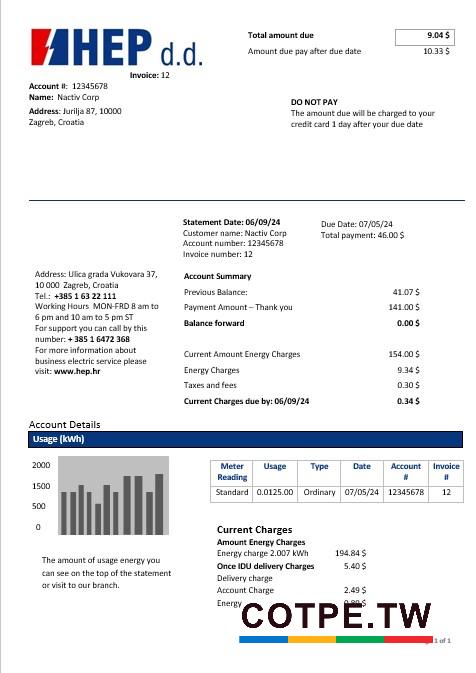 HEP d.d.
Total amount due 9.04 $
Amount due pay after due date 10.33 $
Invoice: 12
Account #: 12345678
Name: Nactiv Corp
Address: Jurilja 87, 10000
Zagreb, Croatia
DO NOT PAY
The amount due will be charged to your
credit card 1 day after your due date
Statement Date: 06/09/24
Customer name: Nactiv Corp
Account number: 12345678
Invoice number: 12
Due Date: 07/05/24
Total payment: 46.00 $
Address: Ulica grada Vukovara 37,
10 000 Zagreb, Croatia
Tel.: +385 1 63 22 111
Working Hours MON-FRD 8 am to
6 pm and 10 am to 5 pm ST
For support you can call by this
number: + 385 1 6472 368
For more information about
business electric service please
visit: www.hep.hr
Account Summary
Previous Balance: 41.07 $
Payment Amount – Thank you 141.00 $
Balance forward 0.00 $
Current Amount Energy Charges 154.00 $
Energy Charges 9.34 $
Taxes and fees 0.30 $
Current Charges due by: 06/09/24 0.34 $
Account Details
Usage (kWh)
2000
1500
500
0
The amount of usage energy you
can see on the top of the statement
or visit to our branch.
Meter Reading Usage Type Date Account # Invoice #
Standard 0.0125.00 Ordinary 07/05/24 12345678 12
Current Charges
Amount Energy Charges
Energy charge 2.007 kWh 194.84 $
Once IDU delivery Charges 5.40 $
Delivery charge
Account Charge 2.49 $
Energy
COTPE.TW
1 of 1